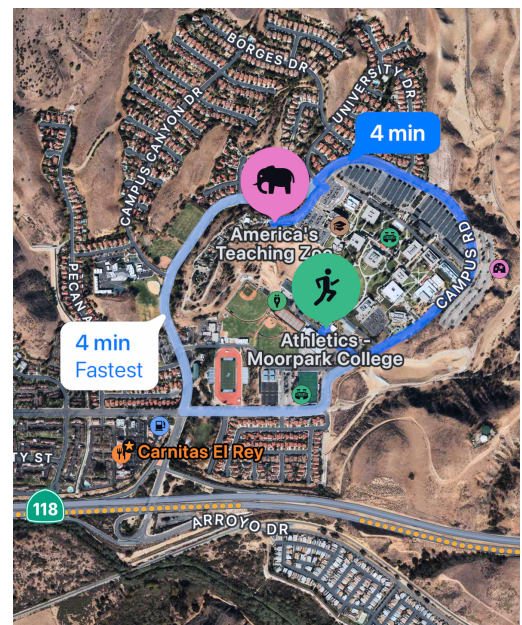 BORGES DR
UNIVERSITY DR
4 min
CAMPUS CANYON DR
America's
Teaching Zoo
CAMPUS RD
PECAN A
Athletics -
Moorpark College
4 min
Fastest
Carnitas El Rey
TY ST
118
ARROYO DR